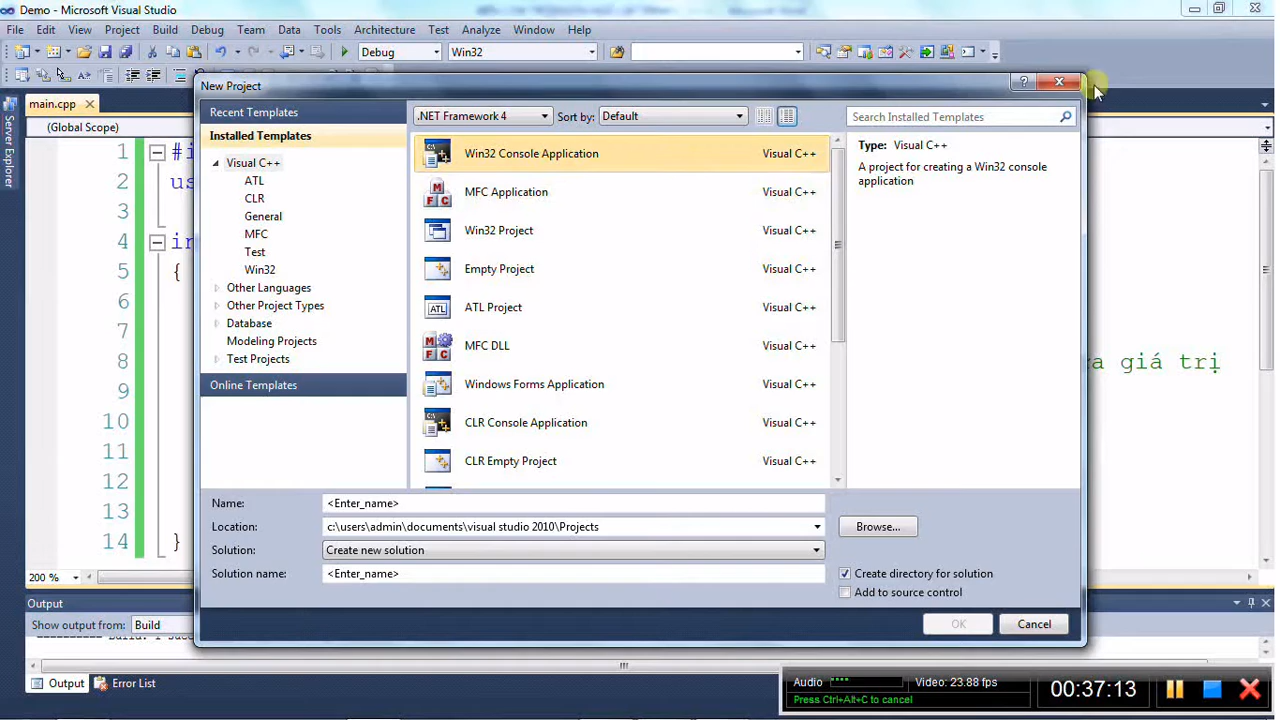 Demo - Microsoft Visual Studio
File Edit View Project Build Debug Team Data Tools Architecture Test Analyze Window Help
Debug Win32
New Project
main.cpp
Server Explorer
(Global Scope)
Recent Templates
Installed Templates
Visual C++
ATL
CLR
General
MFC
Test
Win32
Other Languages
Other Project Types
Database
Modeling Projects
Test Projects
Online Templates
.NET Framework 4 Sort by: Default
Win32 Console Application Visual C++
MFC Application Visual C++
Win32 Project Visual C++
Empty Project Visual C++
ATL Project Visual C++
MFC DLL Visual C++
Windows Forms Application Visual C++
CLR Console Application Visual C++
CLR Empty Project Visual C++
Search Installed Templates
Type: Visual C++
A project for creating a Win32 console
application
1 #i
2 us
3
4 in
5 {
6
7
8 giá trị
9
10
11
12
13
14 }
Name: <Enter_name>
Location: c:\users\admin\documents\visual studio 2010\Projects
Browse...
Solution: Create new solution
Solution name: <Enter_name>
Create directory for solution
Add to source control
OK Cancel
200 %
Output
Show output from: Build
Output Error List
Audio Video: 23.88 fps
Press Ctrl+Alt+C to cancel
00:37:13